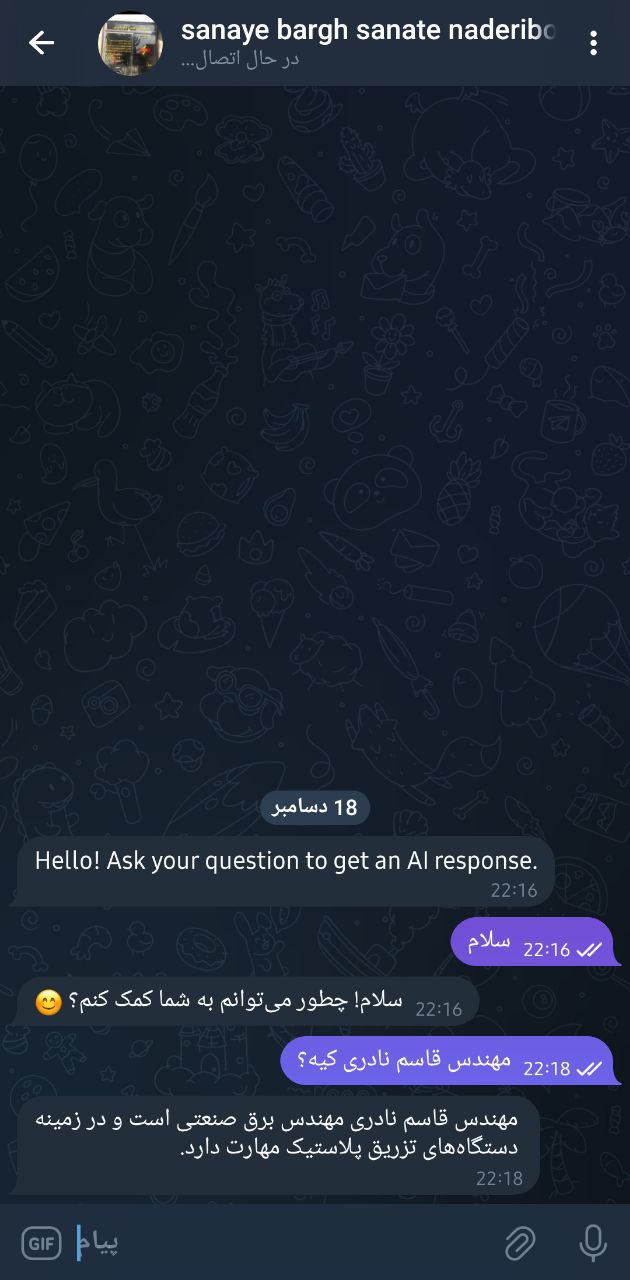 sanaye bargh sanate naderibo
در حال اتصال...
18 دسامبر
Hello! Ask your question to get an AI response.
22:16
سلام 22:16
سلام! چطور می‌توانم به شما کمک کنم؟ 😊 22:16
مهندس قاسم نادری کیه؟ 22:18
مهندس قاسم نادری مهندس برق صنعتی است و در زمینه
دستگاه‌های تزریق پلاستیک مهارت دارد.
22:18
GIF پیام